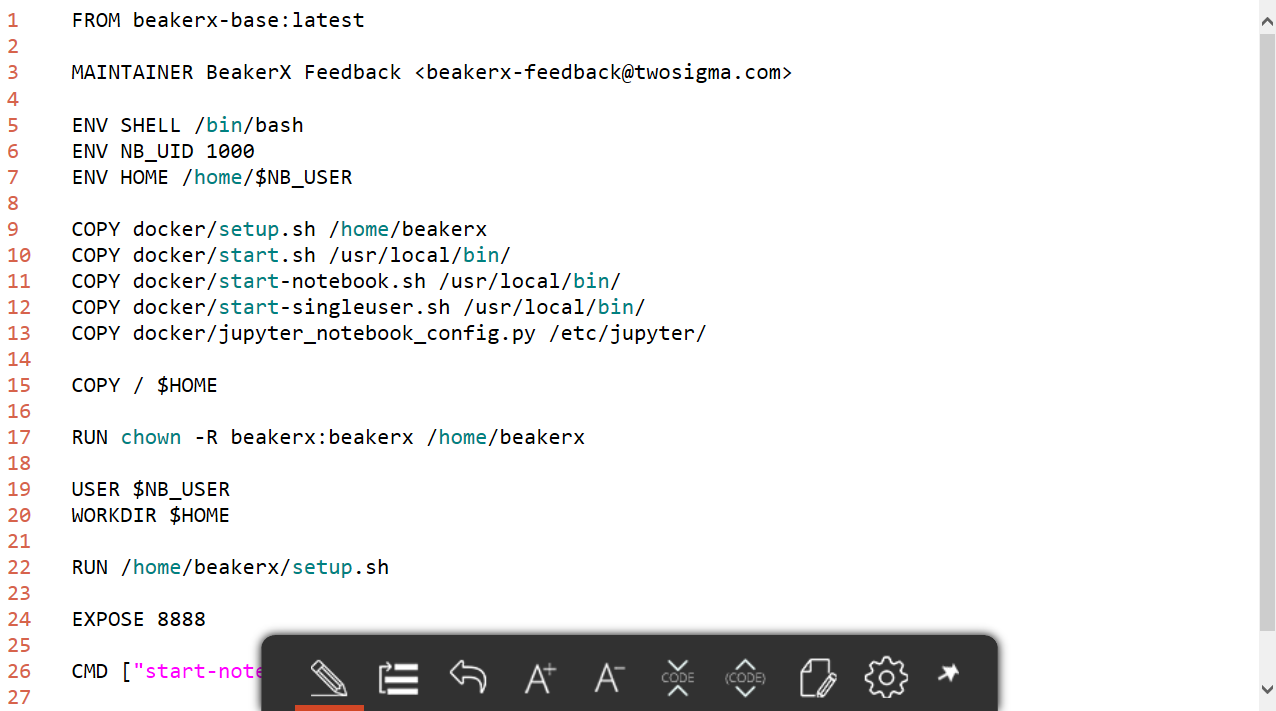 1 FROM beakerx-base:latest
2
3 MAINTAINER BeakerX Feedback <beakerx-feedback@twosigma.com>
4
5 ENV SHELL /bin/bash
6 ENV NB_UID 1000
7 ENV HOME /home/$NB_USER
8
9 COPY docker/setup.sh /home/beakerx
10 COPY docker/start.sh /usr/local/bin/
11 COPY docker/start-notebook.sh /usr/local/bin/
12 COPY docker/start-singleuser.sh /usr/local/bin/
13 COPY docker/jupyter_notebook_config.py /etc/jupyter/
14
15 COPY / $HOME
16
17 RUN chown -R beakerx:beakerx /home/beakerx
18
19 USER $NB_USER
20 WORKDIR $HOME
21
22 RUN /home/beakerx/setup.sh
23
24 EXPOSE 8888
25
26 CMD ["start-note
27
A+ A- CODE (CODE)